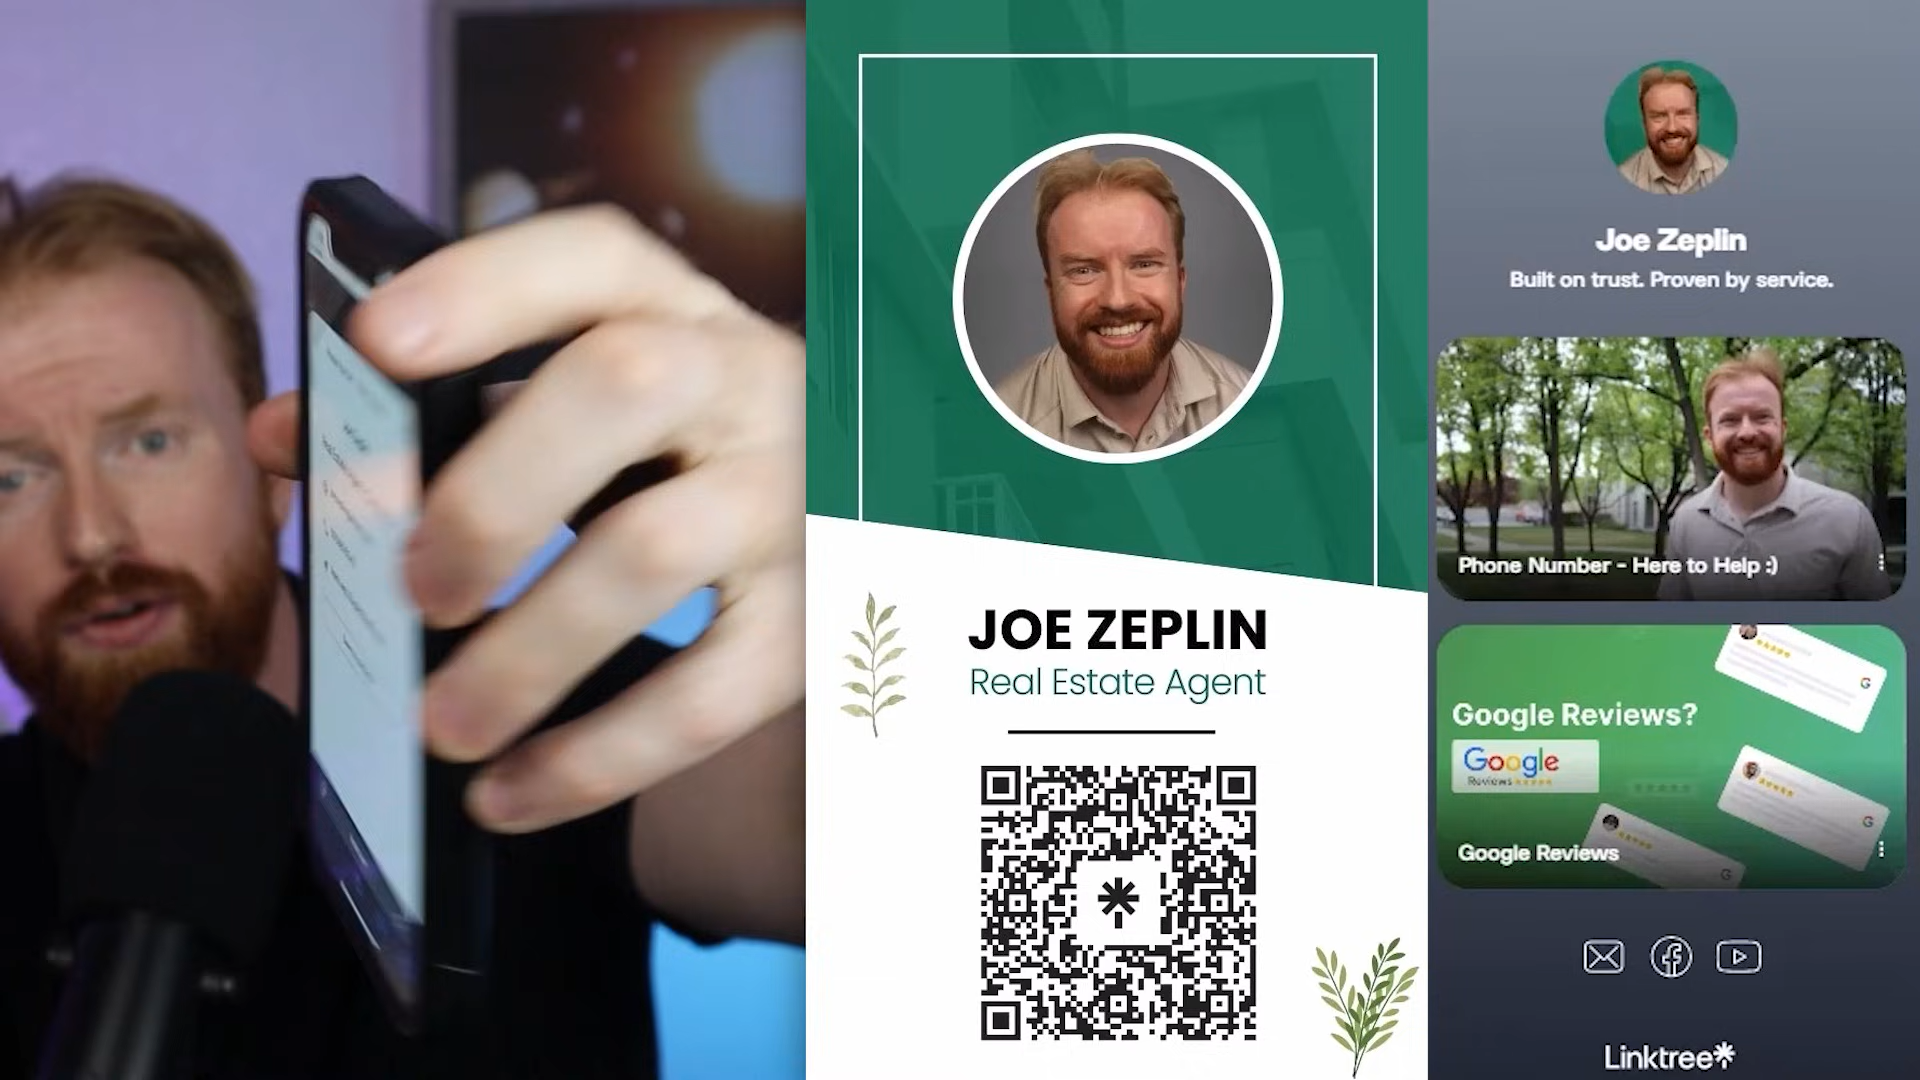 JOE ZEPLIN
Real Estate Agent
Joe Zeplin
Built on trust. Proven by service.
Phone Number - Here to Help :)
Google Reviews?
Google
Reviews
G
G
G
Google Reviews
Linktree